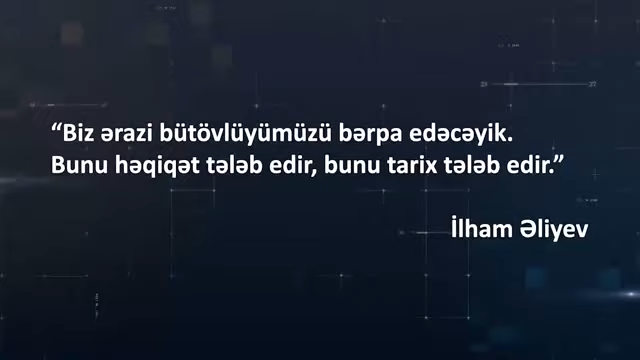 “Biz ərazi bütövlüyümüzü bərpa edəcəyik.
Bunu həqiqət tələb edir, bunu tarix tələb edir.”
İlham Əliyev